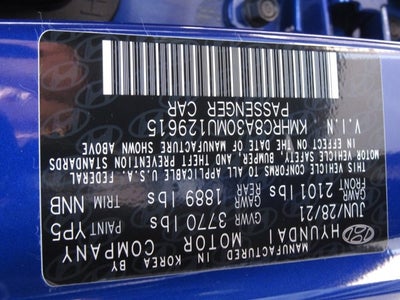 MANUFACTURED IN KOREA BY
HYUNDAI MOTOR COMPANY
JUN/28/21 GVWR 3770 lbs PAINT YP5
GAWR FRONT 2101 lbs GAWR REAR 1889 lbs TRIM NNB
THIS VEHICLE CONFORMS TO ALL APPLICABLE U.S.A. FEDERAL
MOTOR VEHICLE SAFETY, BUMPER, AND THEFT PREVENTION STANDARDS
IN EFFECT ON THE DATE OF MANUFACTURE SHOWN ABOVE
V.I.N KMHRC8A30MU129615
PASSENGER CAR